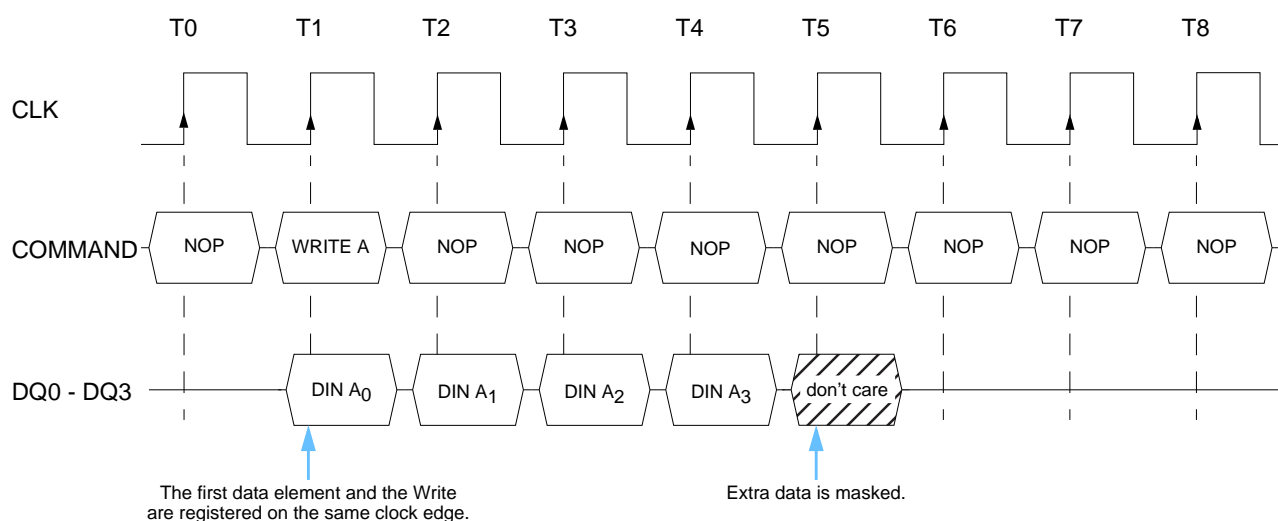 T0 T1 T2 T3 T4 T5 T6 T7 T8
CLK
COMMAND NOP WRITE A NOP NOP NOP NOP NOP NOP NOP
DQ0 - DQ3 DIN A0 DIN A1 DIN A2 DIN A3 don't care
The first data element and the Write
are registered on the same clock edge.
Extra data is masked.